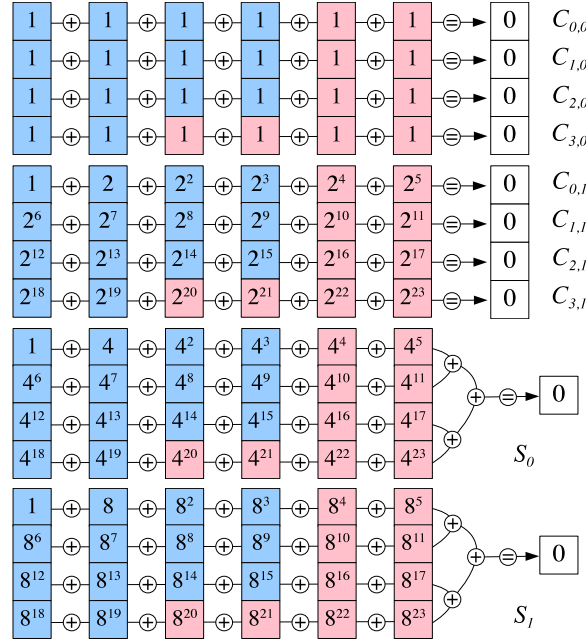 1 ⊕ 1 ⊕ 1 ⊕ 1 ⊕ 1 ⊕ 1 ⊜ 0 C₀,₀
1 ⊕ 1 ⊕ 1 ⊕ 1 ⊕ 1 ⊕ 1 ⊜ 0 C₁,₀
1 ⊕ 1 ⊕ 1 ⊕ 1 ⊕ 1 ⊕ 1 ⊜ 0 C₂,₀
1 ⊕ 1 ⊕ 1 ⊕ 1 ⊕ 1 ⊕ 1 ⊜ 0 C₃,₀
1 ⊕ 2 ⊕ 2² ⊕ 2³ ⊕ 2⁴ ⊕ 2⁵ ⊜ 0 C₀,₁
2⁶ ⊕ 2⁷ ⊕ 2⁸ ⊕ 2⁹ ⊕ 2¹⁰ ⊕ 2¹¹ ⊜ 0 C₁,₁
2¹² ⊕ 2¹³ ⊕ 2¹⁴ ⊕ 2¹⁵ ⊕ 2¹⁶ ⊕ 2¹⁷ ⊜ 0 C₂,₁
2¹⁸ ⊕ 2¹⁹ ⊕ 2²⁰ ⊕ 2²¹ ⊕ 2²² ⊕ 2²³ ⊜ 0 C₃,₁
1 ⊕ 4 ⊕ 4² ⊕ 4³ ⊕ 4⁴ ⊕ 4⁵ ⊕
4⁶ ⊕ 4⁷ ⊕ 4⁸ ⊕ 4⁹ ⊕ 4¹⁰ ⊕ 4¹¹ ⊕ ⊜ 0
4¹² ⊕ 4¹³ ⊕ 4¹⁴ ⊕ 4¹⁵ ⊕ 4¹⁶ ⊕ 4¹⁷ ⊕
4¹⁸ ⊕ 4¹⁹ ⊕ 4²⁰ ⊕ 4²¹ ⊕ 4²² ⊕ 4²³ S₀
1 ⊕ 8 ⊕ 8² ⊕ 8³ ⊕ 8⁴ ⊕ 8⁵ ⊕
8⁶ ⊕ 8⁷ ⊕ 8⁸ ⊕ 8⁹ ⊕ 8¹⁰ ⊕ 8¹¹ ⊕ ⊜ 0
8¹² ⊕ 8¹³ ⊕ 8¹⁴ ⊕ 8¹⁵ ⊕ 8¹⁶ ⊕ 8¹⁷ ⊕
8¹⁸ ⊕ 8¹⁹ ⊕ 8²⁰ ⊕ 8²¹ ⊕ 8²² ⊕ 8²³ S₁